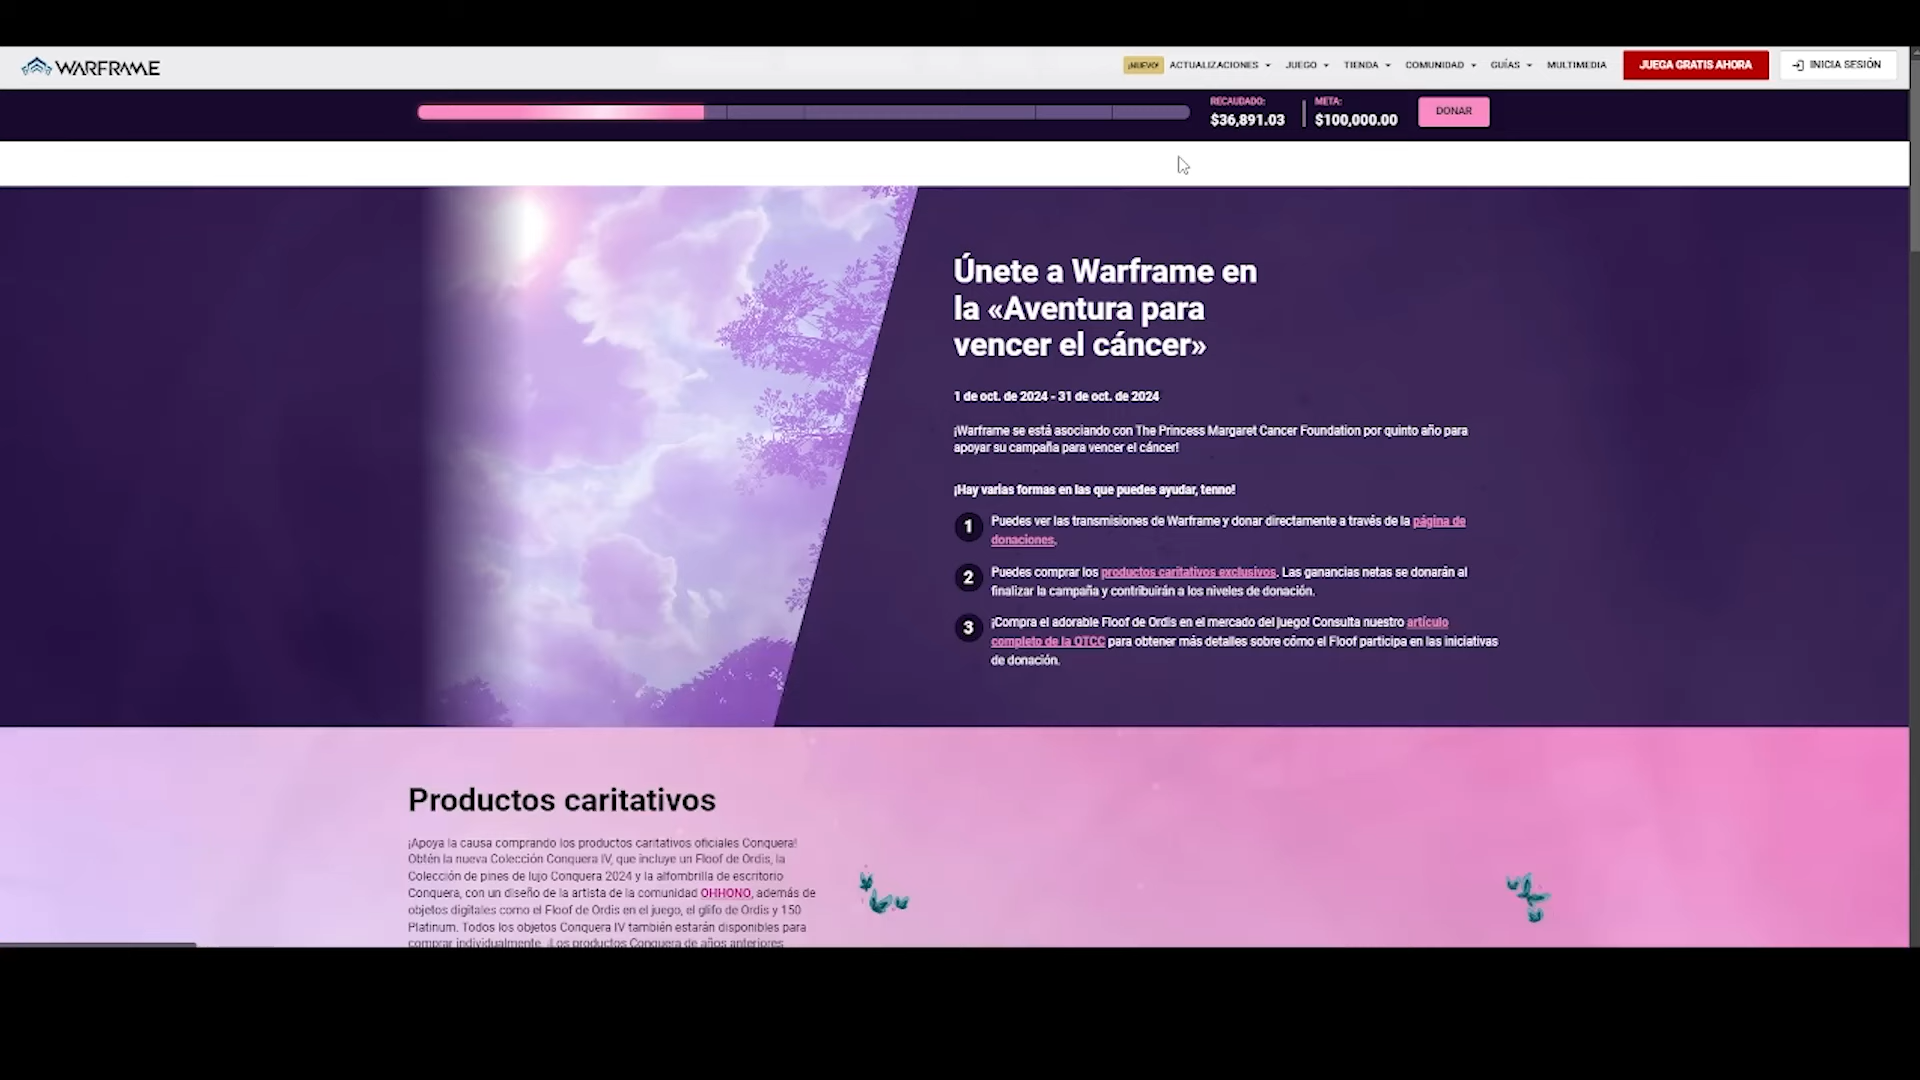 WARFRAME
¡NUEVO! ACTUALIZACIONES JUEGO TIENDA COMUNIDAD GUÍAS MULTIMEDIA JUEGA GRATIS AHORA INICIA SESIÓN
RECAUDADO: META:
$36,891.03 $100,000.00
DONAR
Únete a Warframe en
la «Aventura para
vencer el cáncer»
1 de oct. de 2024 - 31 de oct. de 2024
¡Warframe se está asociando con The Princess Margaret Cancer Foundation por quinto año para
apoyar su campaña para vencer el cáncer!
¡Hay varias formas en las que puedes ayudar, tenno!
1 Puedes ver las transmisiones de Warframe y donar directamente a través de la página de
donaciones.
2 Puedes comprar los productos caritativos exclusivos. Las ganancias netas se donarán al
finalizar la campaña y contribuirán a los niveles de donación.
3 ¡Compra el adorable Floof de Ordis en el mercado del juego! Consulta nuestro artículo
completo de la QTCC para obtener más detalles sobre cómo el Floof participa en las iniciativas
de donación.
Productos caritativos
¡Apoya la causa comprando los productos caritativos oficiales Conquera!
Obtén la nueva Colección Conquera IV, que incluye un Floof de Ordis, la
Colección de pines de lujo Conquera 2024 y la alfombrilla de escritorio
Conquera, con un diseño de la artista de la comunidad OHHONO, además de
objetos digitales como el Floof de Ordis en el juego, el glifo de Ordis y 150
Platinum. Todos los objetos Conquera IV también estarán disponibles para
comprar individualmente. ¡Los productos Conquera de años anteriores